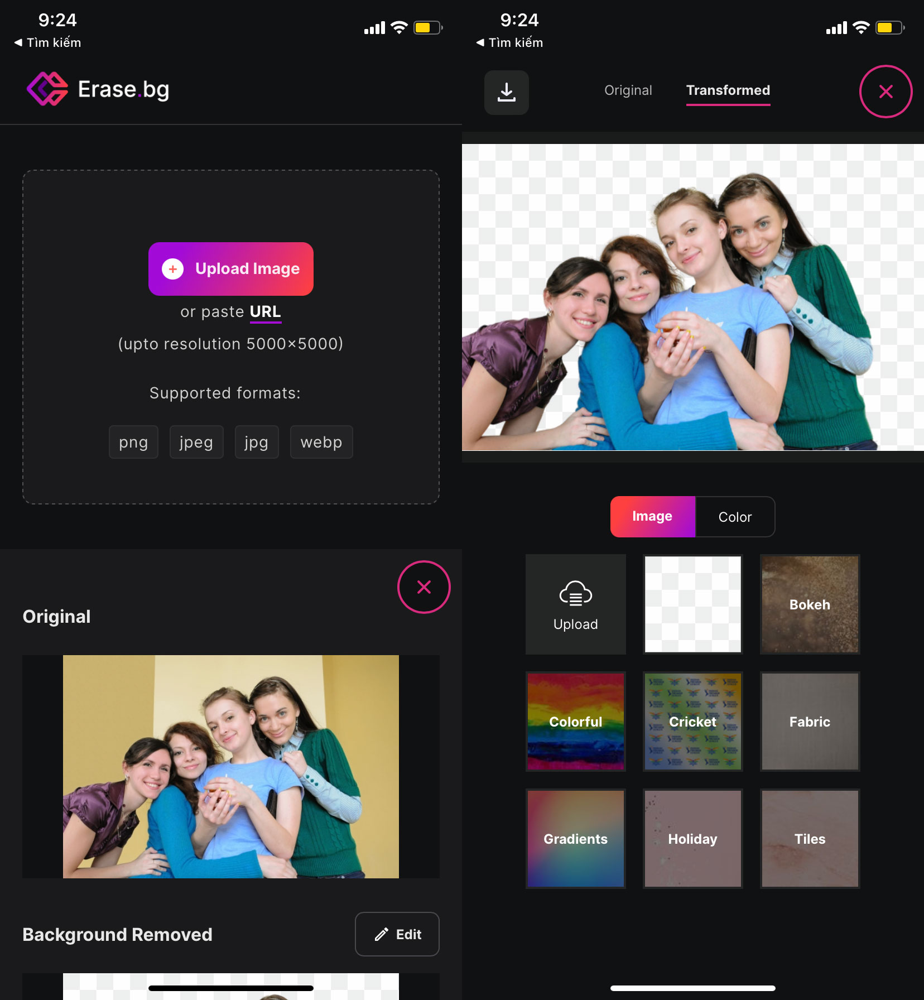 9:24
◀ Tìm kiếm
Erase.bg
Upload Image
or paste URL
(upto resolution 5000×5000)
Supported formats:
png jpeg jpg webp
Original
Background Removed
Edit
9:24
◀ Tìm kiếm
Original Transformed
Image Color
Upload
Bokeh
Colorful
Cricket
Fabric
Gradients
Holiday
Tiles